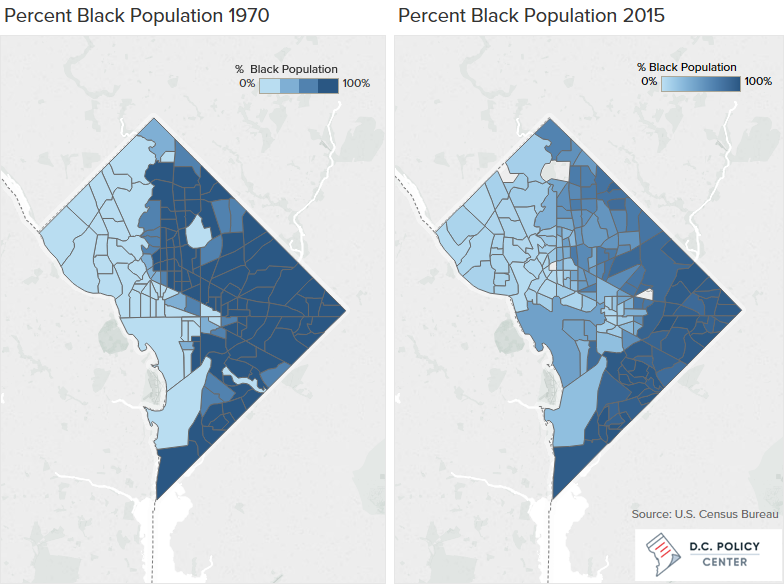 Percent Black Population 1970
% Black Population
0% 100%
Percent Black Population 2015
% Black Population
0% 100%
Source: U.S. Census Bureau
D.C. POLICY
CENTER